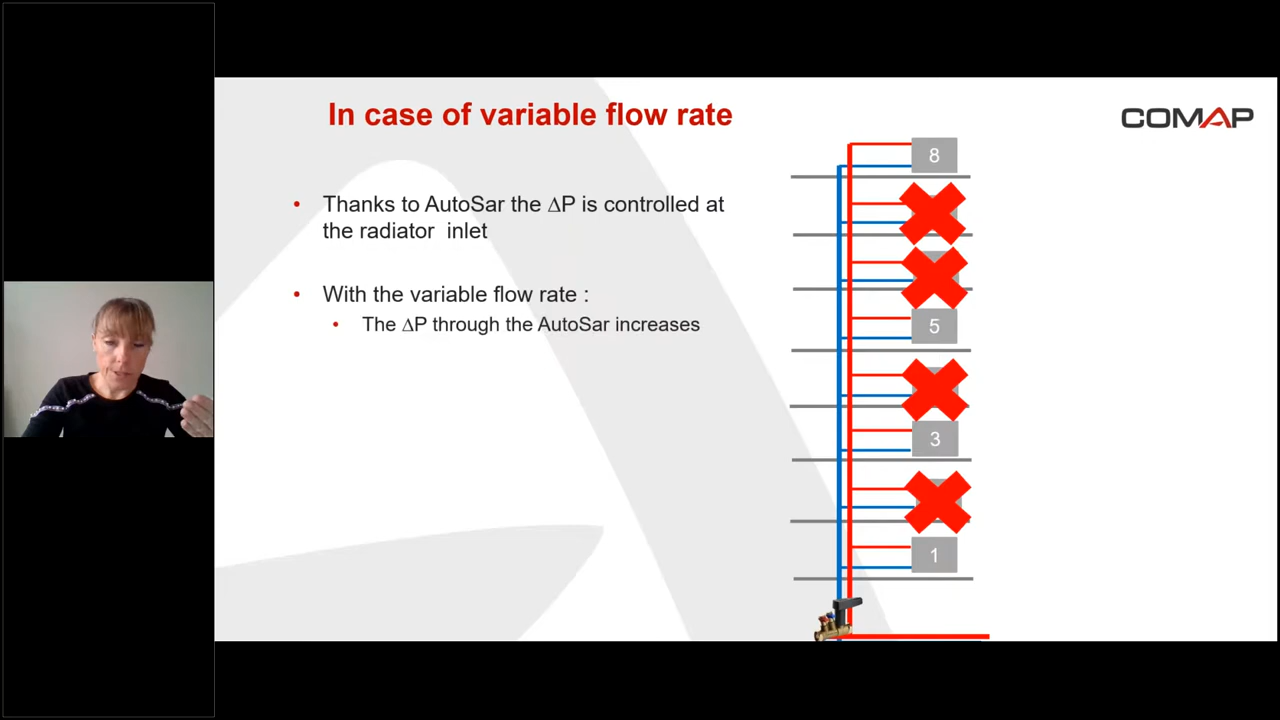 In case of variable flow rate
COMAP
• Thanks to AutoSar the ΔP is controlled at
the radiator inlet
• With the variable flow rate :
• The ΔP through the AutoSar increases
8
5
3
1